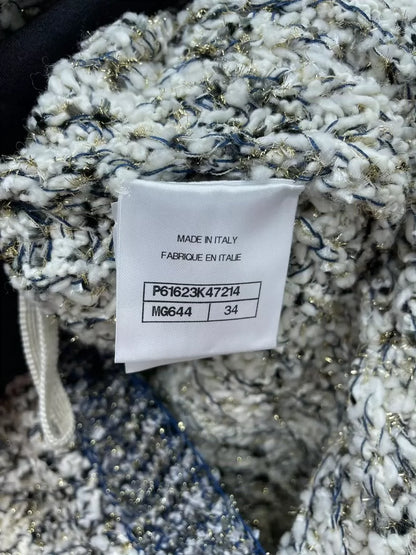 MADE IN ITALY
FABRIQUE EN ITALIE
P61623K47214
MG644 34